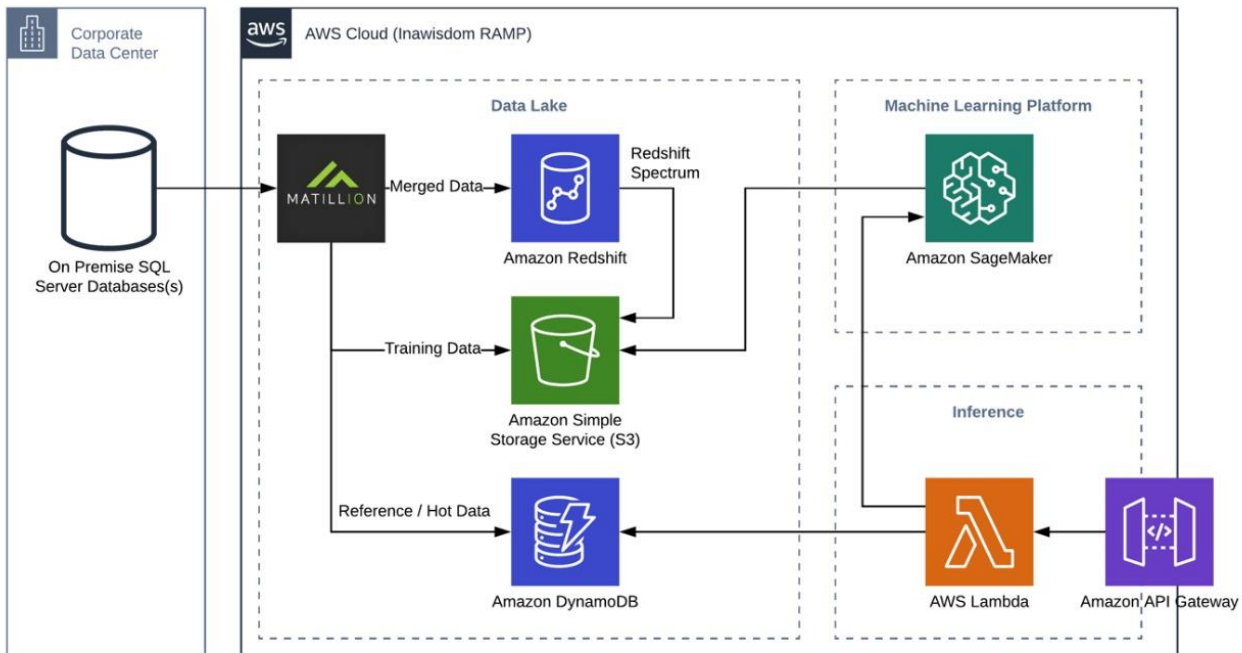 Corporate
Data Center
aws
AWS Cloud (Inawisdom RAMP)
Data Lake
Machine Learning Platform
MATILLION
Merged Data
Redshift
Spectrum
On Premise SQL
Server Databases(s)
Amazon Redshift
Amazon SageMaker
Training Data
Amazon Simple
Storage Service (S3)
Inference
Reference / Hot Data
</>
Amazon DynamoDB
AWS Lambda
Amazon API Gateway